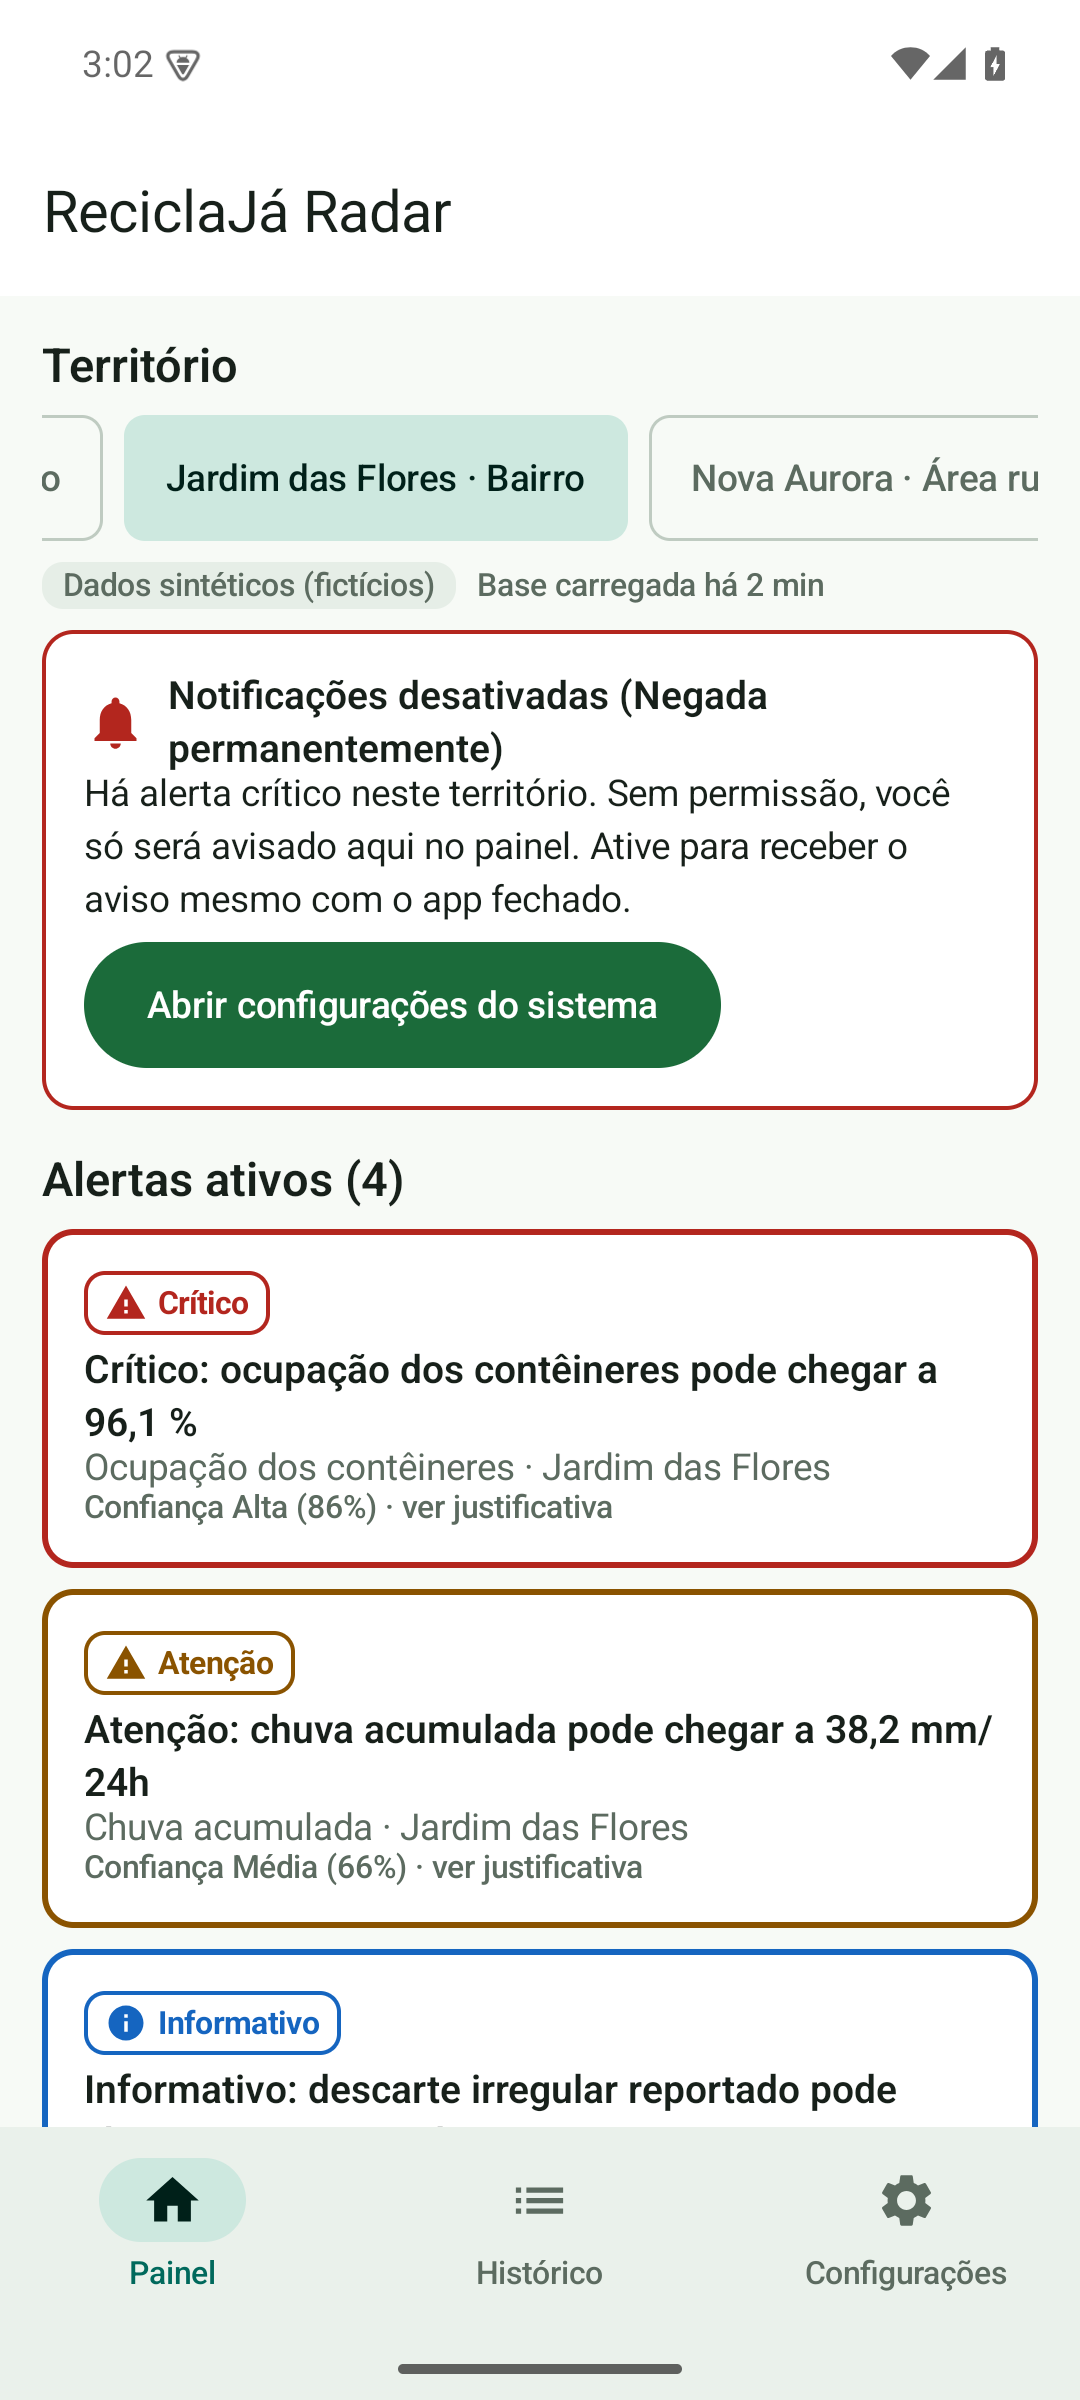 3:02
ReciclaJá Radar
Território
o
Jardim das Flores · Bairro
Nova Aurora · Área ru
Dados sintéticos (fictícios)
Base carregada há 2 min
Notificações desativadas (Negada
permanentemente)
Há alerta crítico neste território. Sem permissão, você
só será avisado aqui no painel. Ative para receber o
aviso mesmo com o app fechado.
Abrir configurações do sistema
Alertas ativos (4)
Crítico
Crítico: ocupação dos contêineres pode chegar a
96,1 %
Ocupação dos contêineres · Jardim das Flores
Confiança Alta (86%) · ver justificativa
Atenção
Atenção: chuva acumulada pode chegar a 38,2 mm/
24h
Chuva acumulada · Jardim das Flores
Confiança Média (66%) · ver justificativa
Informativo
Informativo: descarte irregular reportado pode
Painel
Histórico
Configurações